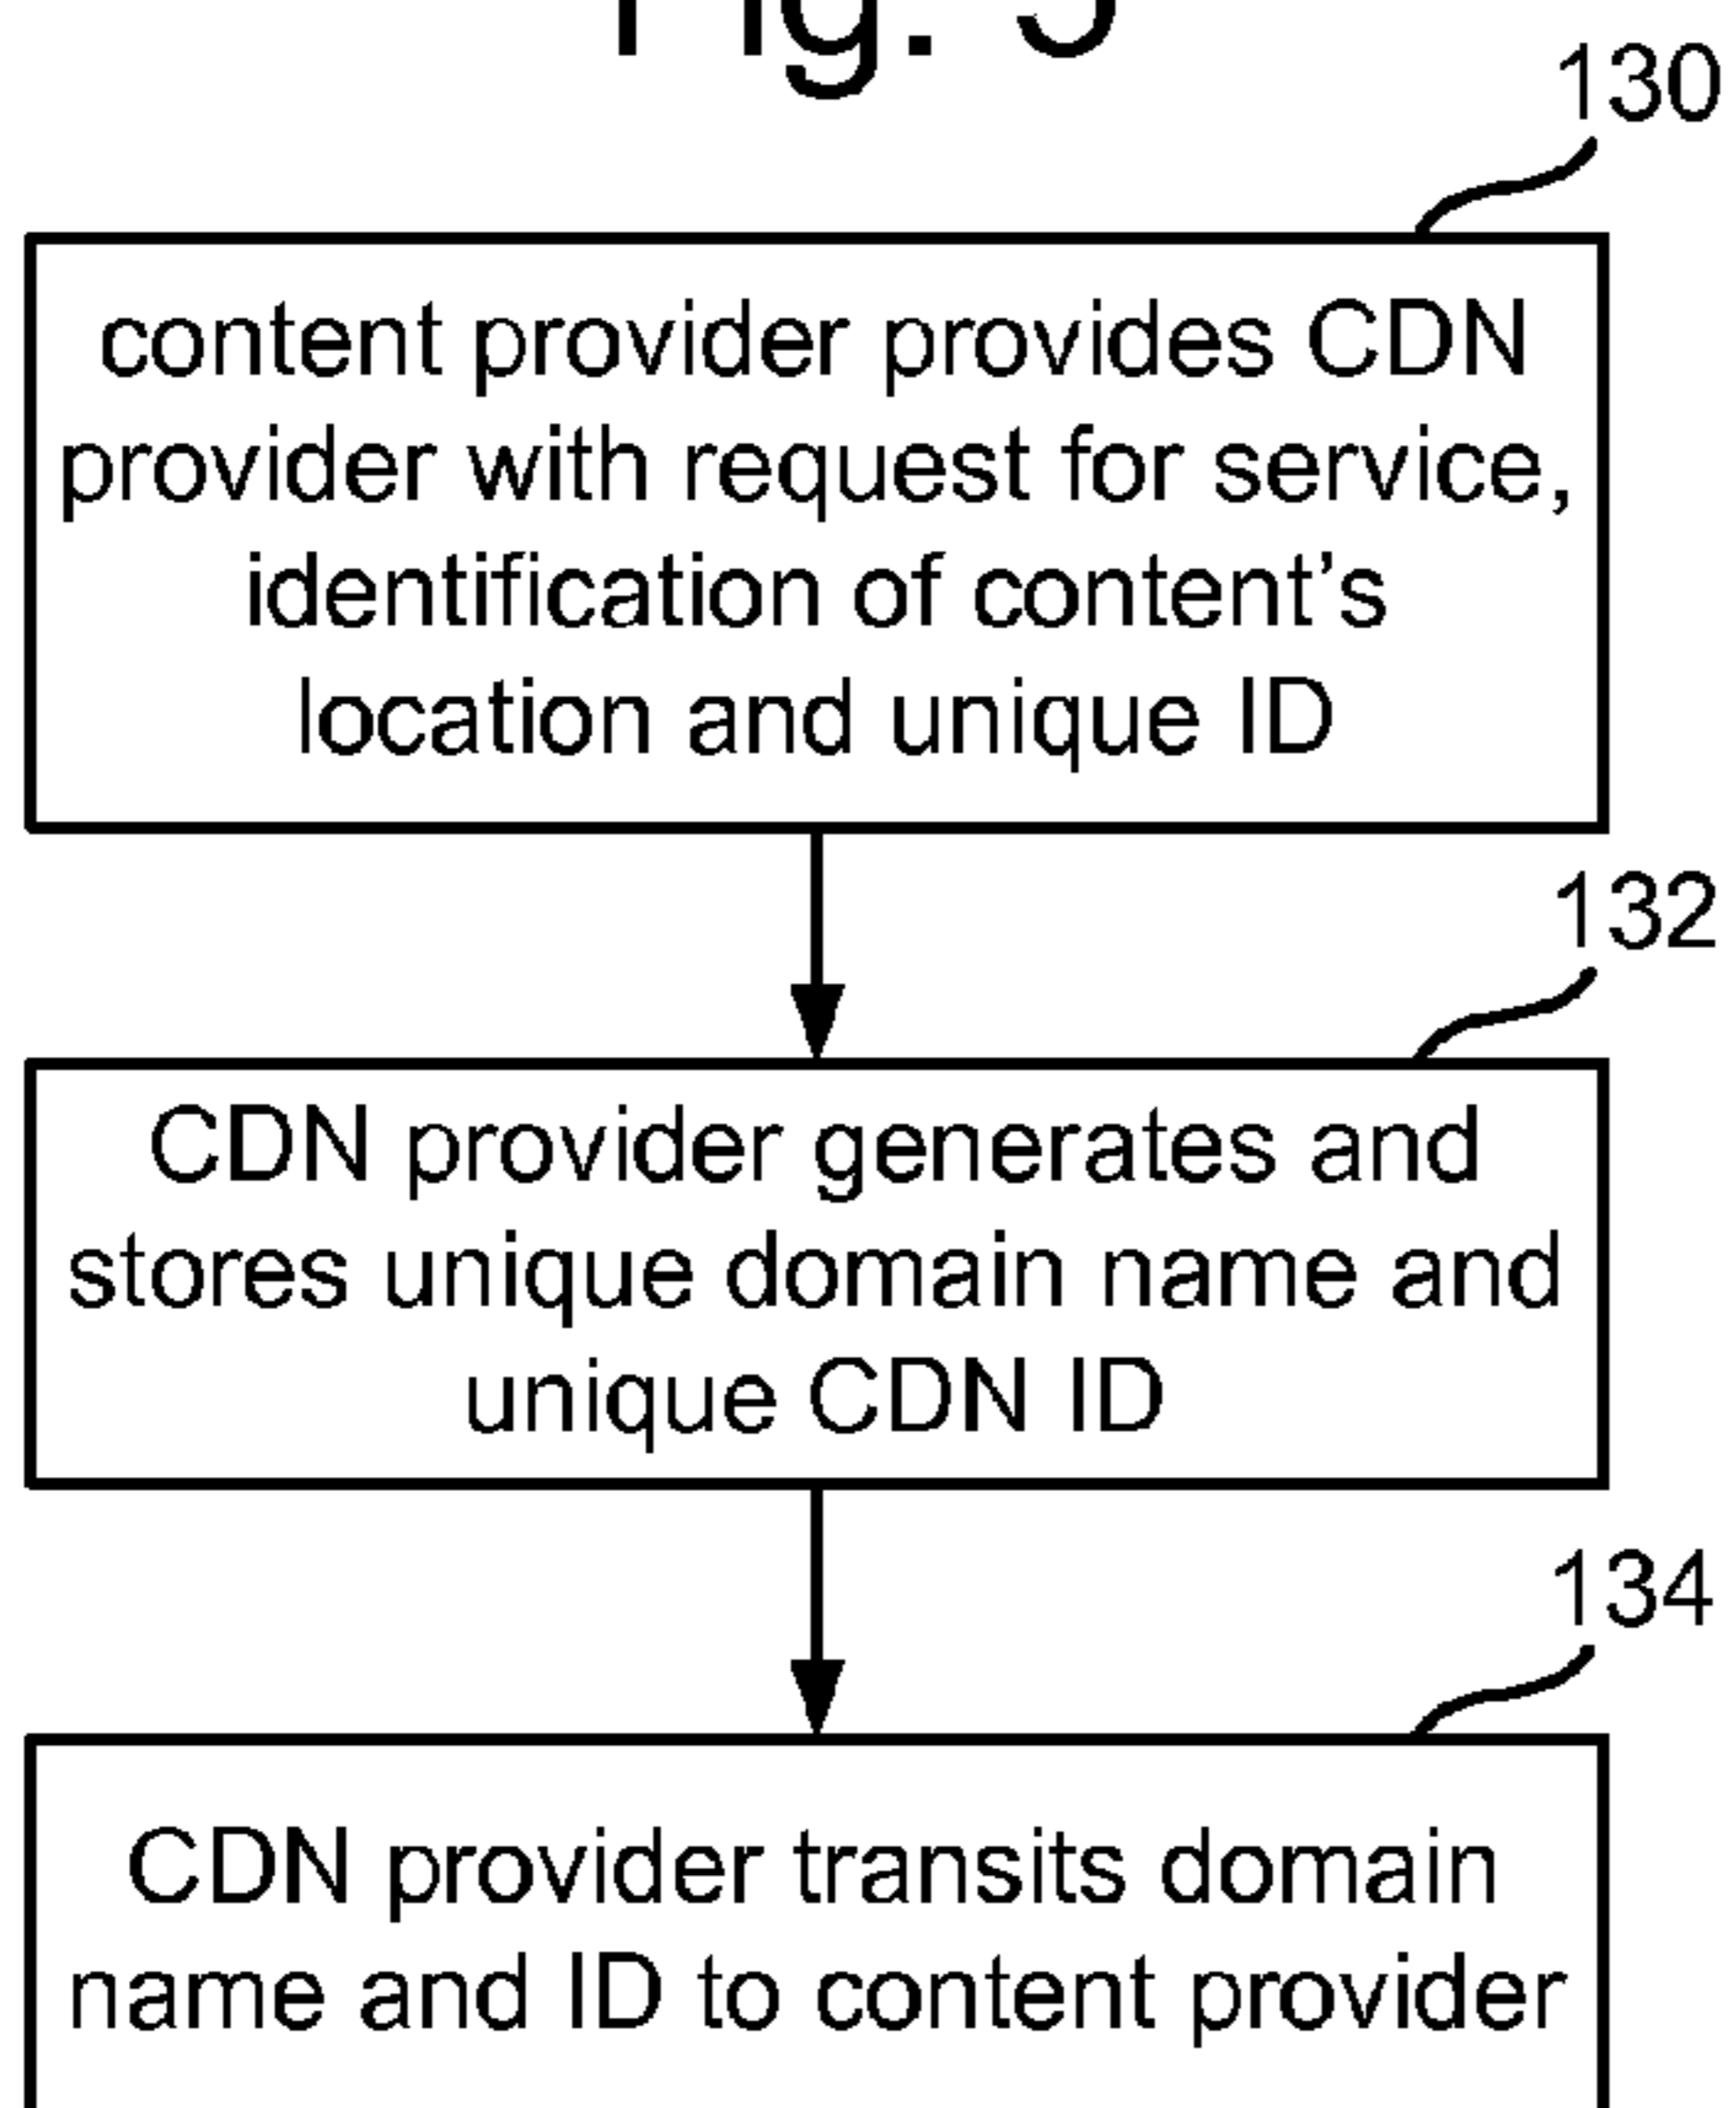 Fig.
130
content provider provides CDN
provider with request for service,
identification of content's
location and unique ID
132
CDN provider generates and
stores unique domain name and
unique CDN ID
134
CDN provider transits domain
name and ID to content provider